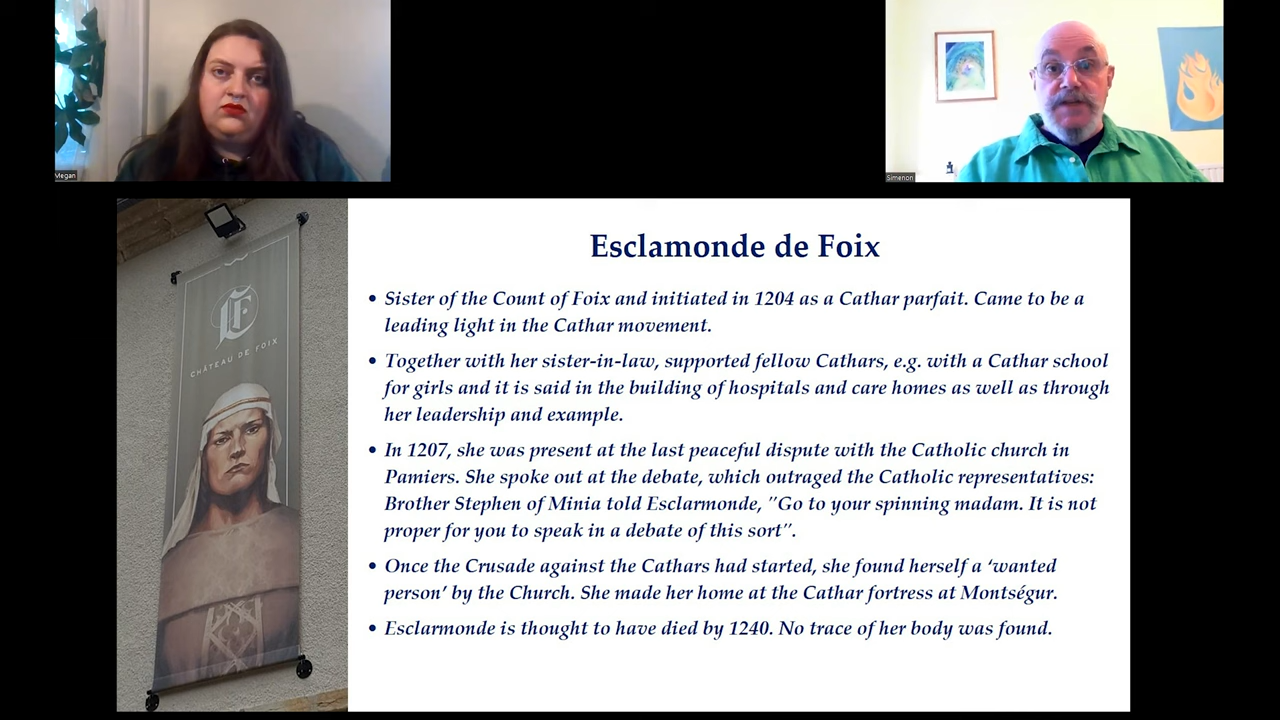 Megan
Simenon
CHÂTEAU DE FOIX
Esclamonde de Foix
• Sister of the Count of Foix and initiated in 1204 as a Cathar parfait. Came to be a
leading light in the Cathar movement.
• Together with her sister-in-law, supported fellow Cathars, e.g. with a Cathar school
for girls and it is said in the building of hospitals and care homes as well as through
her leadership and example.
• In 1207, she was present at the last peaceful dispute with the Catholic church in
Pamiers. She spoke out at the debate, which outraged the Catholic representatives:
Brother Stephen of Minia told Esclarmonde, "Go to your spinning madam. It is not
proper for you to speak in a debate of this sort".
• Once the Crusade against the Cathars had started, she found herself a ‘wanted
person’ by the Church. She made her home at the Cathar fortress at Montségur.
• Esclarmonde is thought to have died by 1240. No trace of her body was found.